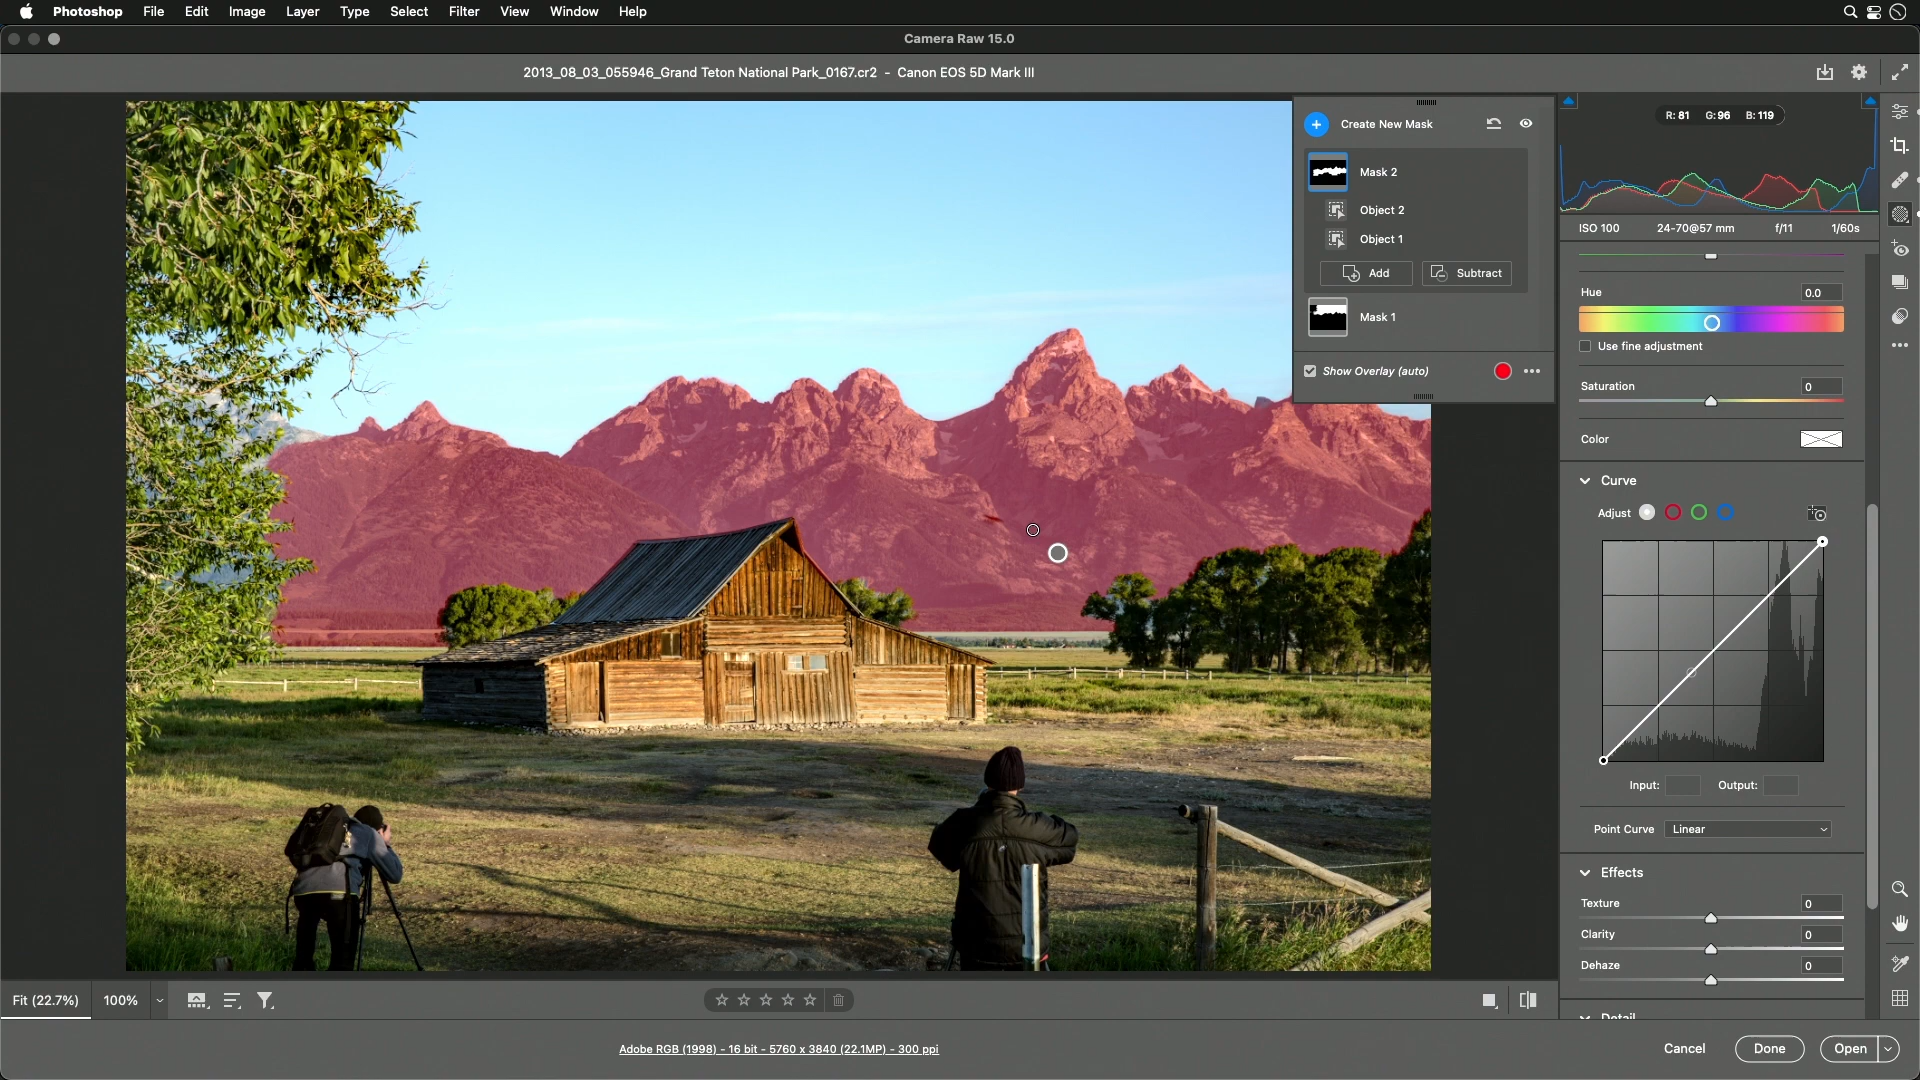 Photoshop File Edit Image Layer Type Select Filter View Window Help
Camera Raw 15.0
2013_08_03_055946_Grand Teton National Park_0167.cr2 - Canon EOS 5D Mark III
Create New Mask
Mask 2
Object 2
Object 1
Add Subtract
Mask 1
Show Overlay (auto)
R: 81 G: 96 B: 119
ISO 100 24-70@57 mm f/11 1/60s
Hue 0.0
Use fine adjustment
Saturation 0
Color
Curve
Adjust
Input: Output:
Point Curve Linear
Effects
Texture 0
Clarity 0
Dehaze 0
Detail
Fit (22.7%) 100%
Adobe RGB (1998) - 16 bit - 5760 x 3840 (22.1MP) - 300 ppi
Cancel Done Open